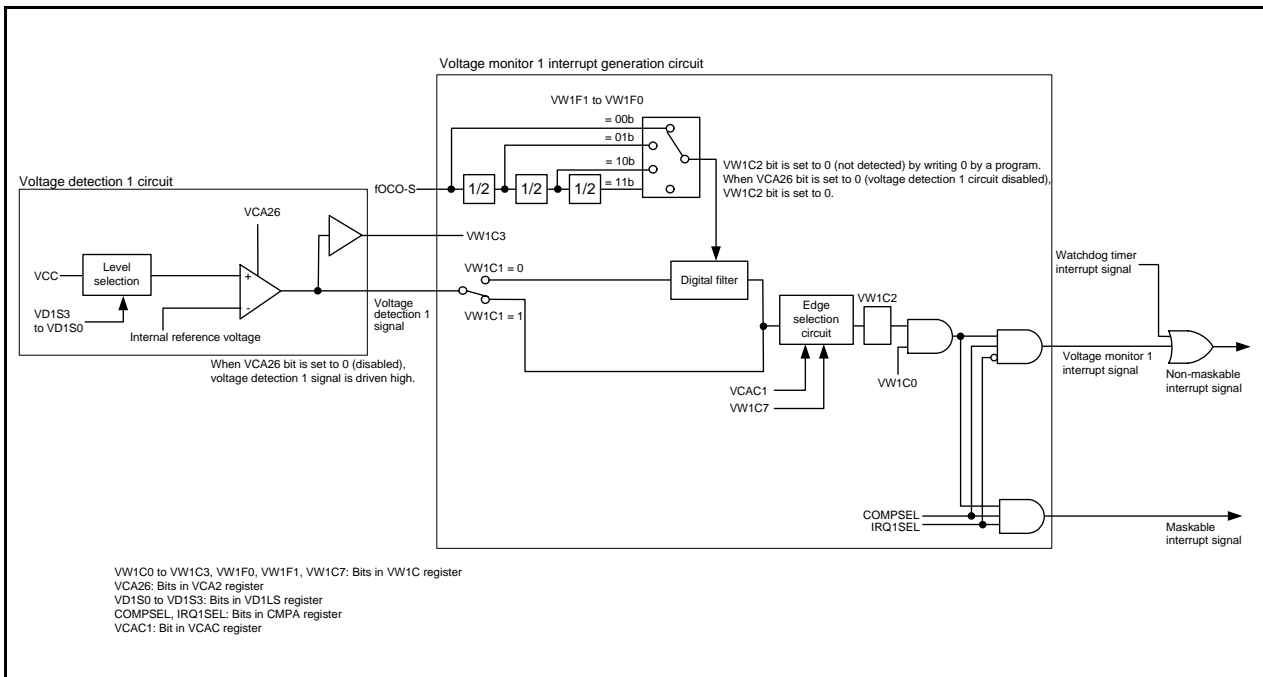 Voltage monitor 1 interrupt generation circuit
VW1F1 to VW1F0
= 00b
= 01b
= 10b
= 11b
fOCO-S
1/2
1/2
1/2
VW1C2 bit is set to 0 (not detected) by writing 0 by a program.
When VCA26 bit is set to 0 (voltage detection 1 circuit disabled),
VW1C2 bit is set to 0.
Voltage detection 1 circuit
VCA26
VW1C3
VCC
Level
selection
+
-
VD1S3
to VD1S0
Internal reference voltage
Voltage
detection 1
signal
When VCA26 bit is set to 0 (disabled),
voltage detection 1 signal is driven high.
VW1C1 = 0
VW1C1 = 1
Digital filter
Edge
selection
circuit
VW1C2
VCAC1
VW1C7
VW1C0
Watchdog timer
interrupt signal
Voltage monitor 1
interrupt signal
Non-maskable
interrupt signal
COMPSEL
IRQ1SEL
Maskable
interrupt signal
VW1C0 to VW1C3, VW1F0, VW1F1, VW1C7: Bits in VW1C register
VCA26: Bits in VCA2 register
VD1S0 to VD1S3: Bits in VD1LS register
COMPSEL, IRQ1SEL: Bits in CMPA register
VCAC1: Bit in VCAC register